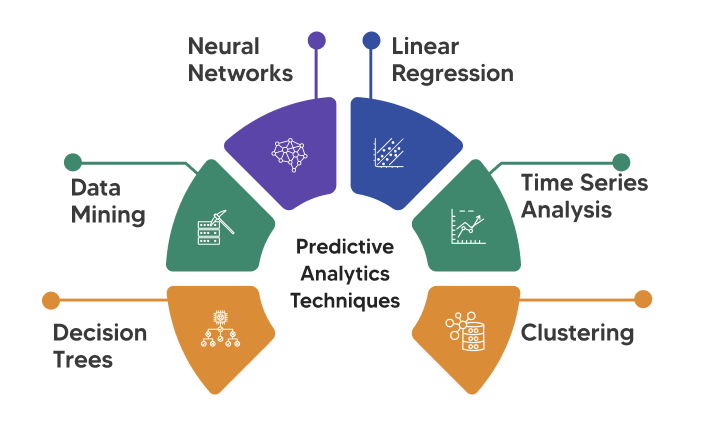 Neural
Networks
Linear
Regression
Data
Mining
Time Series
Analysis
Predictive
Analytics
Techniques
Decision
Trees
Clustering